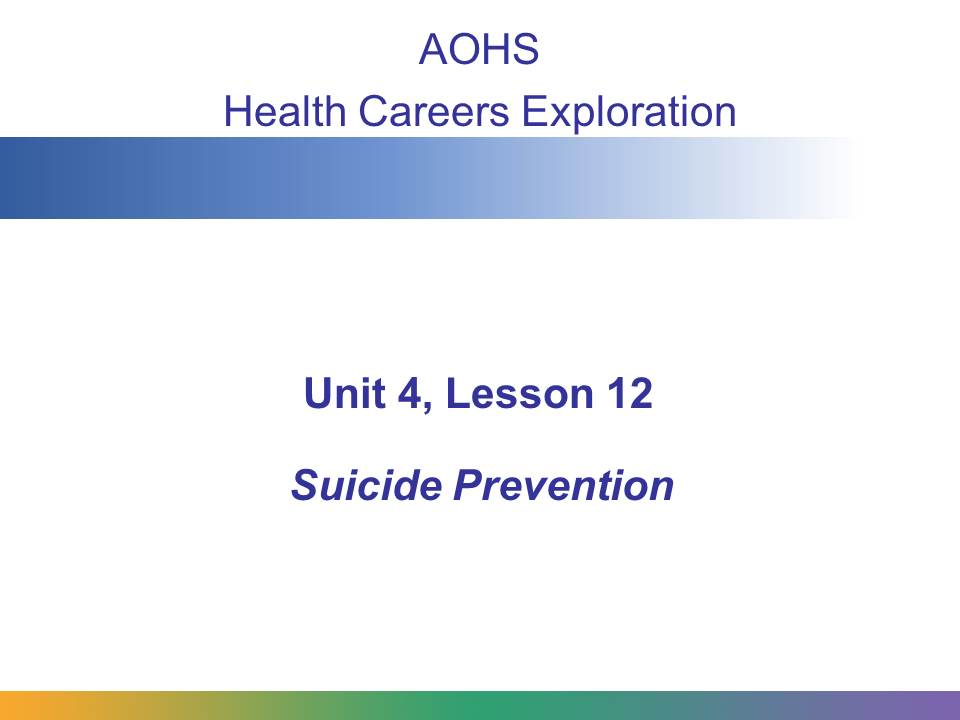 AOHS
Health Careers Exploration
Unit 4, Lesson 12
Suicide Prevention